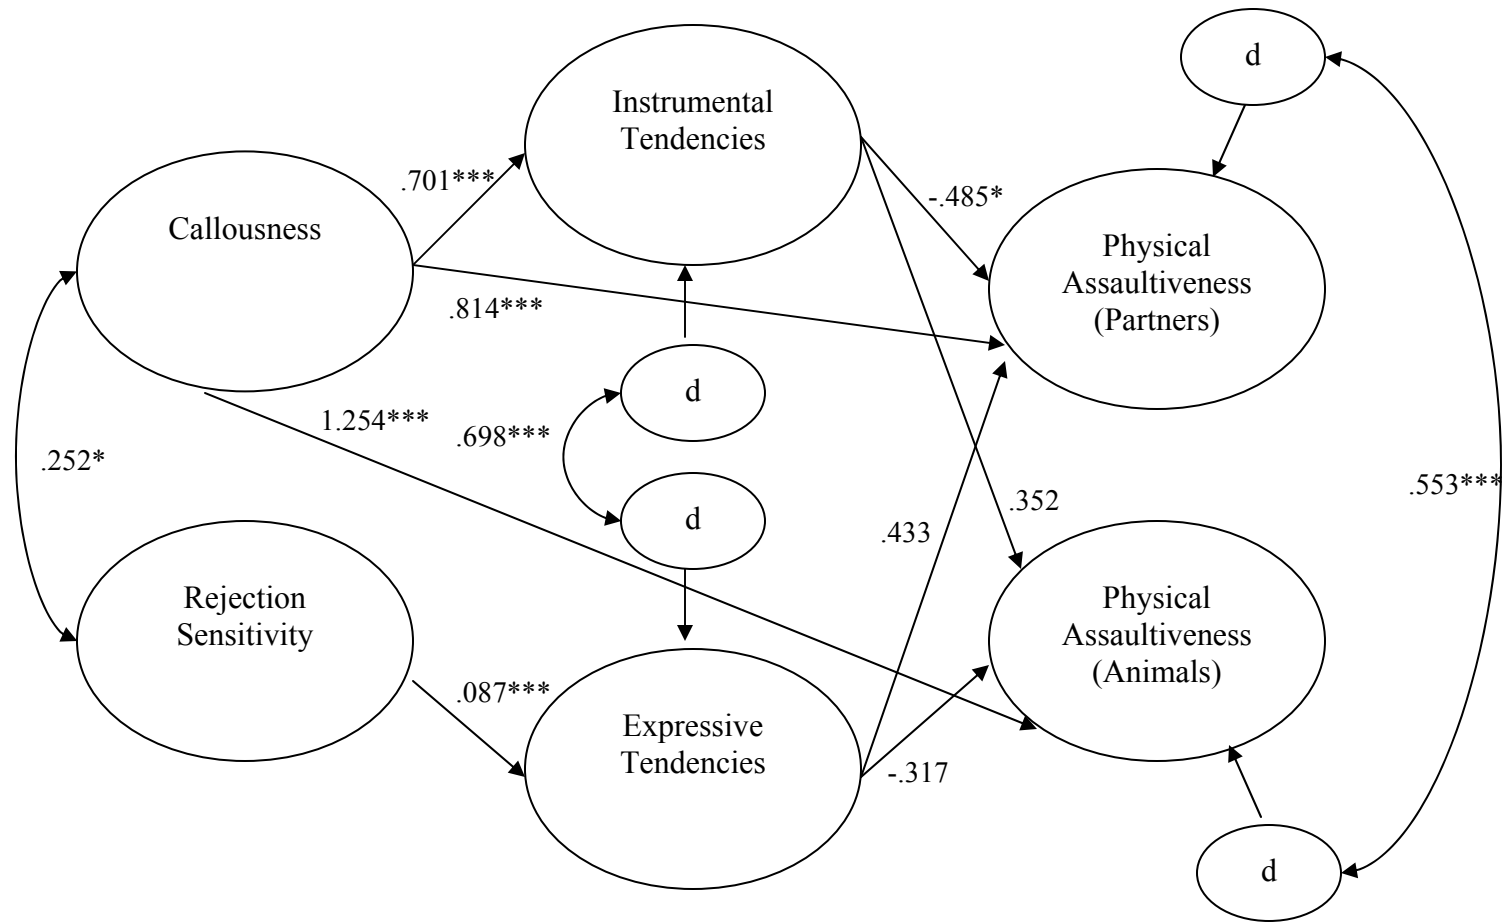 d
Instrumental
Tendencies
.701***
-.485*
Callousness
Physical
Assaultiveness
(Partners)
.814***
d
1.254***
.698***
.252*
.553***
d
.352
.433
Rejection
Sensitivity
Physical
Assaultiveness
(Animals)
.087***
Expressive
Tendencies
-.317
d